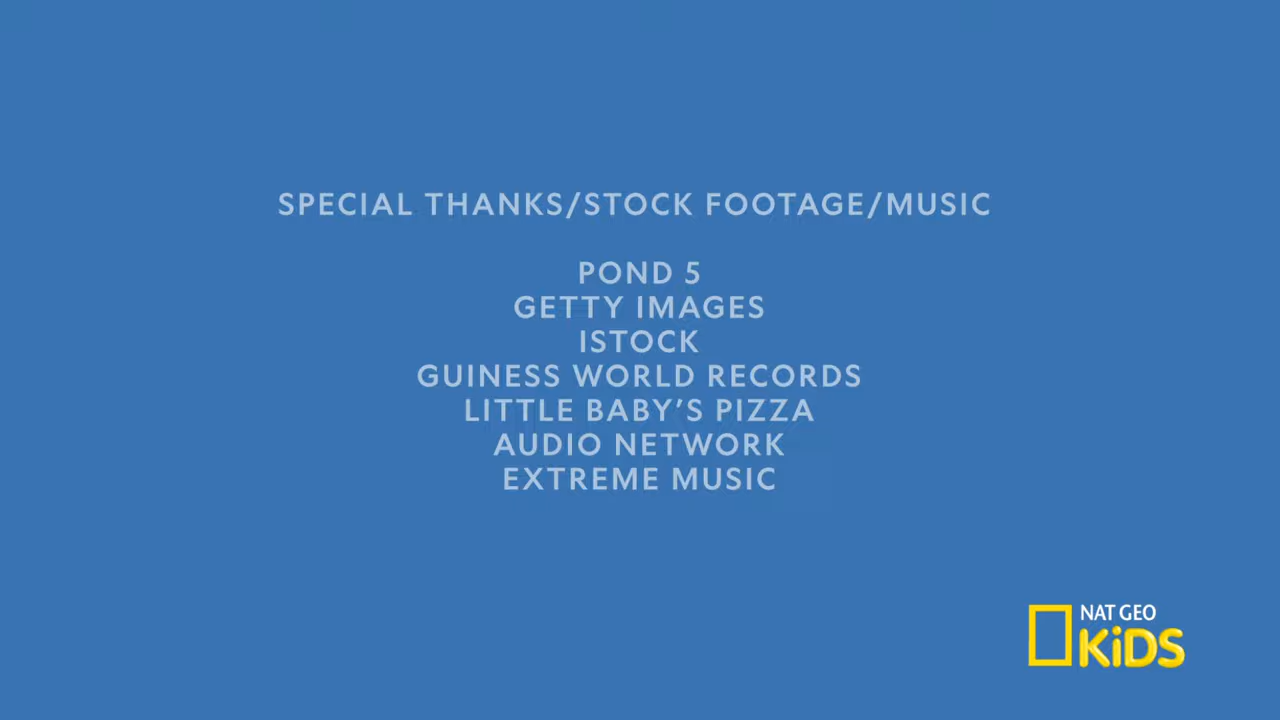 SPECIAL THANKS/STOCK FOOTAGE/MUSIC
POND 5
GETTY IMAGES
ISTOCK
GUINESS WORLD RECORDS
LITTLE BABY’S PIZZA
AUDIO NETWORK
EXTREME MUSIC
NAT GEO
KiDS